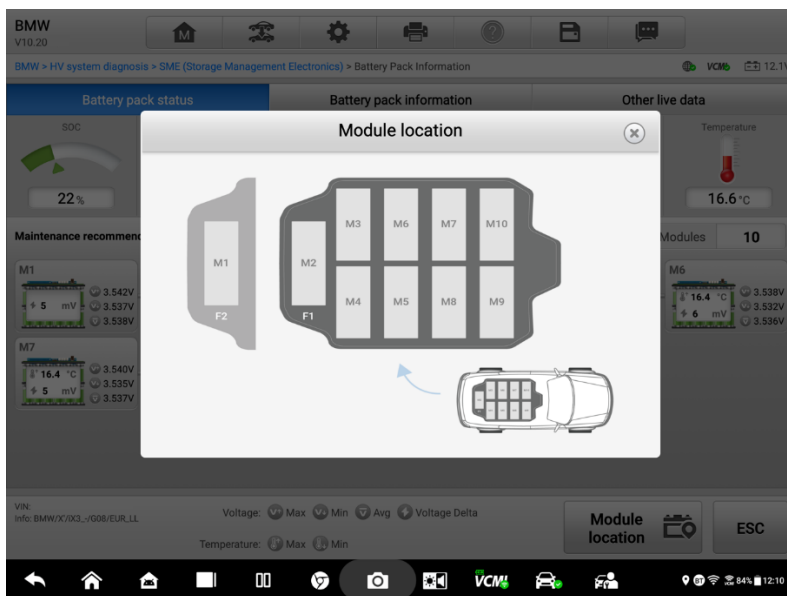 BMW
V10.20
BMW > HV system diagnosis > SME (Storage Management Electronics) > Battery Pack Information
VCMI 12.1V
Battery pack status
Battery pack information
Other live data
Module location
SOC
22 %
Temperature
16.6 °C
Maintenance recommend
Modules 10
M1
5 mV
3.542V
3.537V
3.538V
M6
16.4 °C
6 mV
3.538V
3.532V
3.536V
M7
16.4 °C
5 mV
3.540V
3.535V
3.537V
M1
F2
M2
F1
M3 M6 M7 M10
M4 M5 M8 M9
VIN:
Info: BMW/X'/iX3_-/G08/EUR_LL
Voltage: Max Min Avg Voltage Delta
Temperature: Max Min
Module
location
ESC
VCMI
84% 12:10